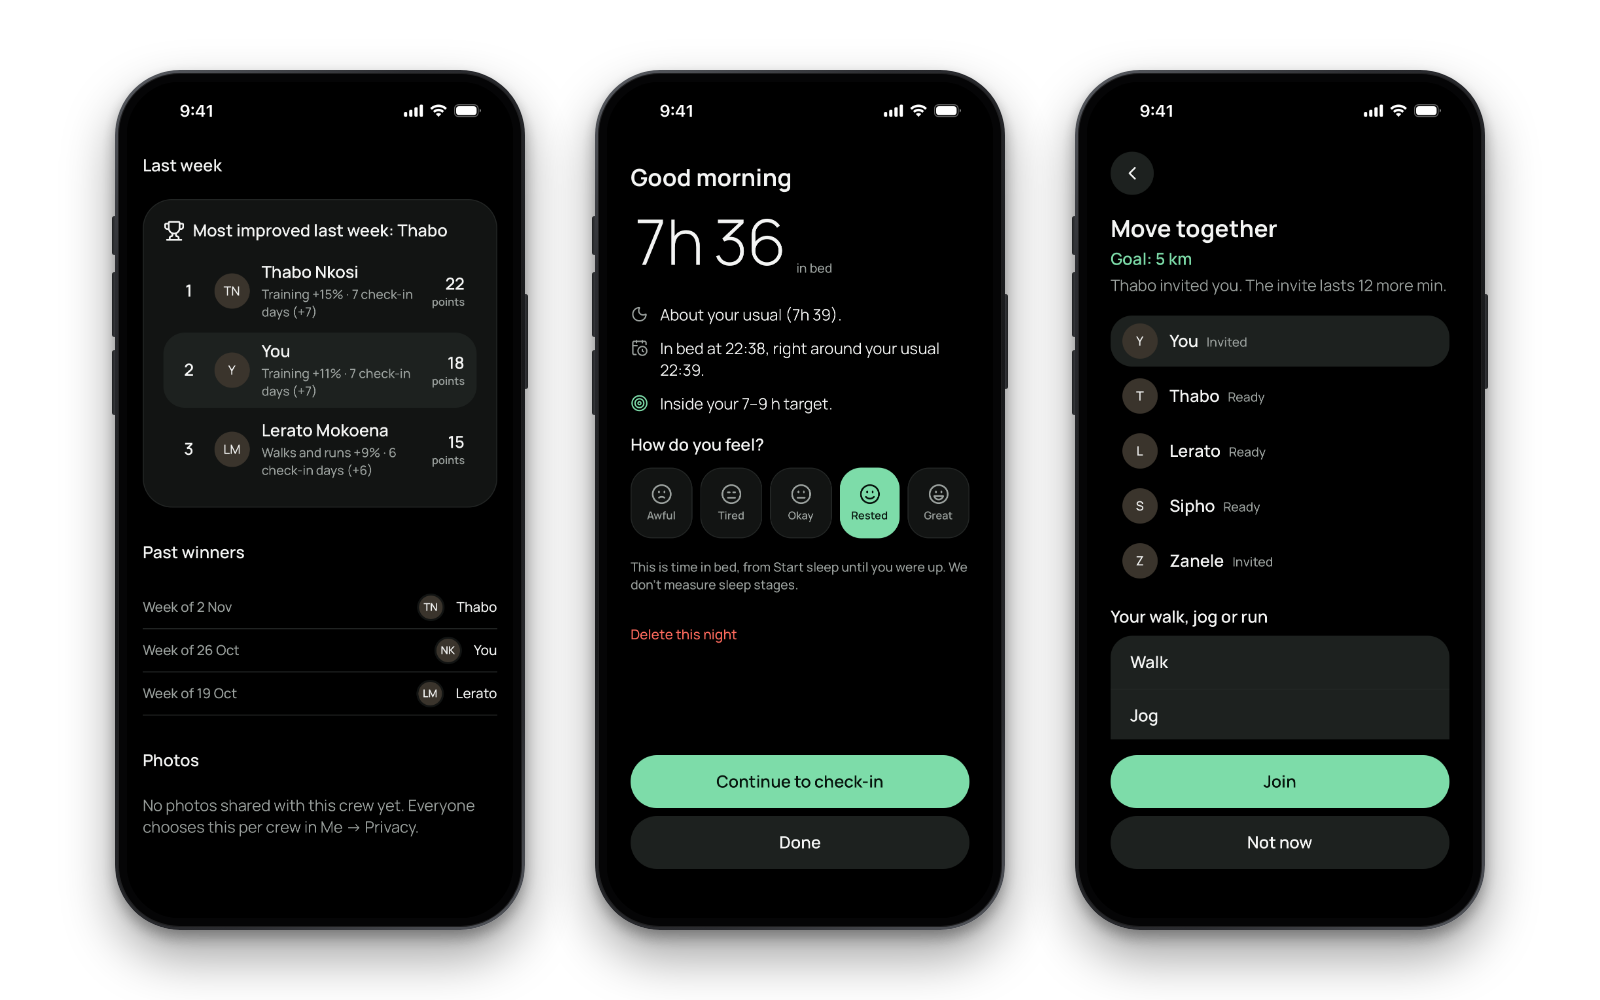 9:41
Last week
Most improved last week: Thabo
1
TN
Thabo Nkosi
Training +15% · 7 check-in
days (+7)
22
points
2
Y
You
Training +11% · 7 check-in
days (+7)
18
points
3
LM
Lerato Mokoena
Walks and runs +9% · 6
check-in days (+6)
15
points
Past winners
Week of 2 Nov
TN
Thabo
Week of 26 Oct
NK
You
Week of 19 Oct
LM
Lerato
Photos
No photos shared with this crew yet. Everyone
chooses this per crew in Me → Privacy.
9:41
Good morning
7h 36
in bed
About your usual (7h 39).
In bed at 22:38, right around your usual
22:39.
Inside your 7–9 h target.
How do you feel?
Awful
Tired
Okay
Rested
Great
This is time in bed, from Start sleep until you were up. We
don't measure sleep stages.
Delete this night
Continue to check-in
Done
9:41
Move together
Goal: 5 km
Thabo invited you. The invite lasts 12 more min.
Y
You Invited
T
Thabo Ready
L
Lerato Ready
S
Sipho Ready
Z
Zanele Invited
Your walk, jog or run
Walk
Jog
Join
Not now